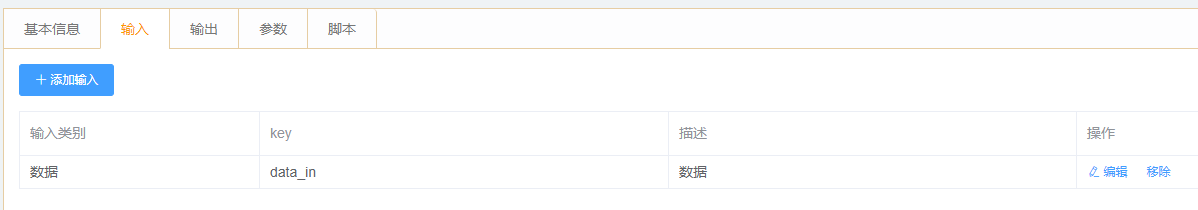 基本信息 输入 输出 参数 脚本
添加输入
输入类别 key 描述 操作
数据 data_in 数据 编辑 移除